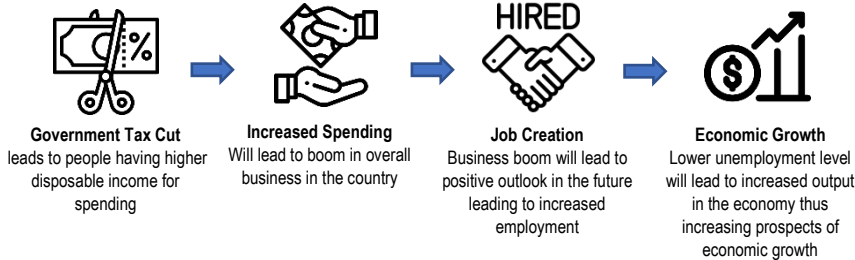 HIRED
Government Tax Cut
leads to people having higher
disposable income for
spending
Increased Spending
Will lead to boom in overall
business in the country
Job Creation
Business boom will lead to
positive outlook in the future
leading to increased
employment
Economic Growth
Lower unemployment level
will lead to increased output
in the economy thus
increasing prospects of
economic growth
%
$